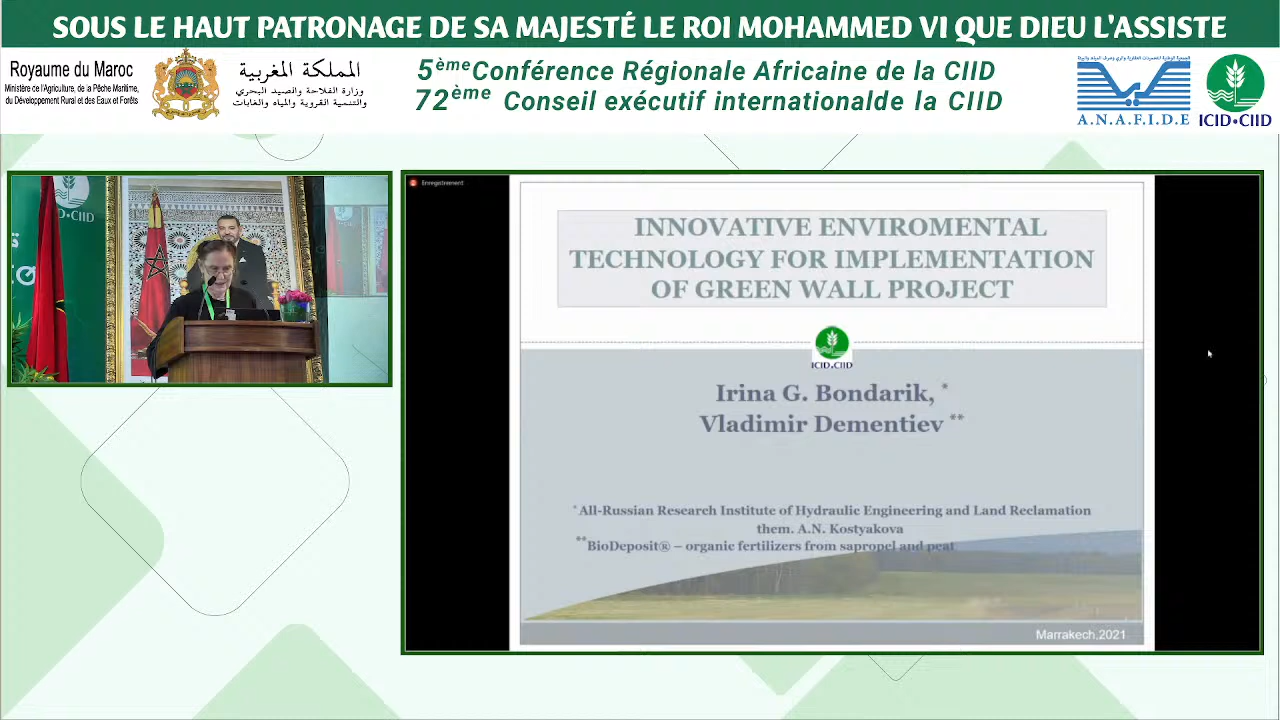 SOUS LE HAUT PATRONAGE DE SA MAJESTÉ LE ROI MOHAMMED VI QUE DIEU L'ASSISTE
Royaume du Maroc
Ministère de l'Agriculture, de la Pêche Maritime,
du Développement Rural et des Eaux et Forêts
المملكة المغربية
وزارة الفلاحة والصيد البحري
والتنمية القروية والمياه والغابات
5ème Conférence Régionale Africaine de la CIID
72ème Conseil exécutif internationalde la CIID
A.N.A.F.I.D.E
ICID•CIID
D•CIID
Enregistrement
INNOVATIVE ENVIROMENTAL
TECHNOLOGY FOR IMPLEMENTATION
OF GREEN WALL PROJECT
ICID•CIID
Irina G. Bondarik, *
Vladimir Dementiev **
* All-Russian Research Institute of Hydraulic Engineering and Land Reclamation
them. A.N. Kostyakova
** BioDeposit® – organic fertilizers from sapropel and peat
Marrakech,2021